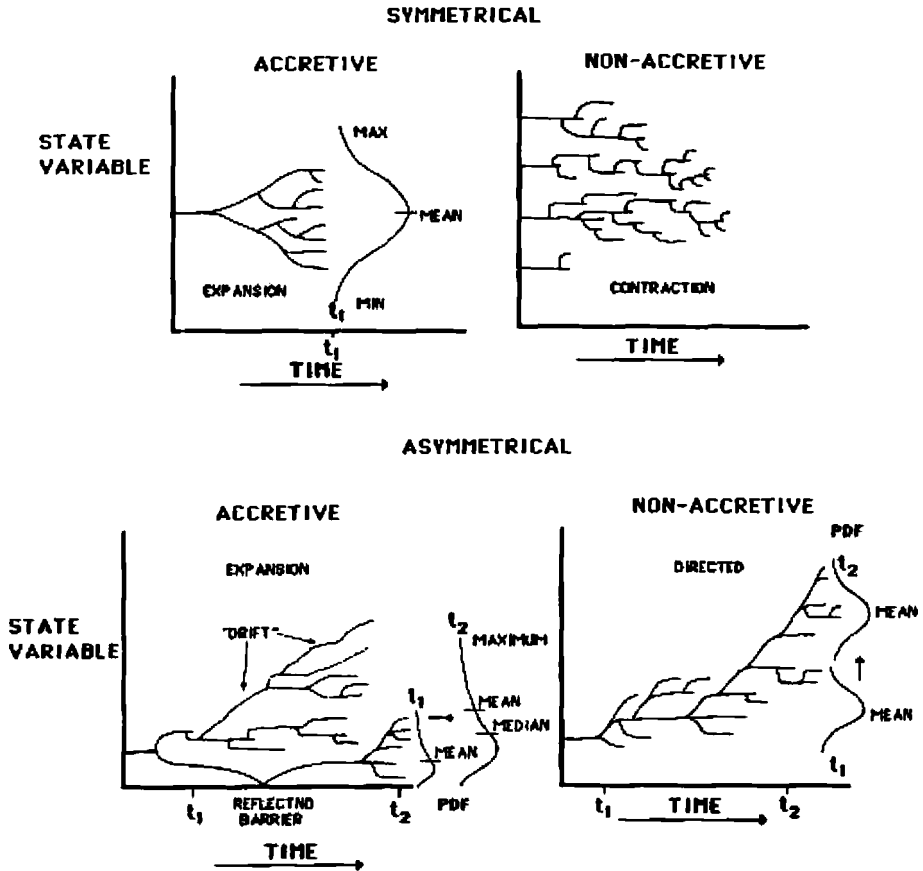 SYMMETRICAL
ACCRETIVE
NON-ACCRETIVE
STATE
VARIABLE
MAX
MEAN
MIN
EXPANSION
t1
t1
TIME
CONTRACTION
TIME
ASYMMETRICAL
ACCRETIVE
NON-ACCRETIVE
EXPANSION
STATE
VARIABLE
"DRIFT"
t2
MAXIMUM
t1
MEAN
MEDIAN
MEAN
t1
REFLECTNG
BARRIER
t2
PDF
TIME
PDF
DIRECTED
t2
MEAN
MEAN
t1
t1
TIME
t2